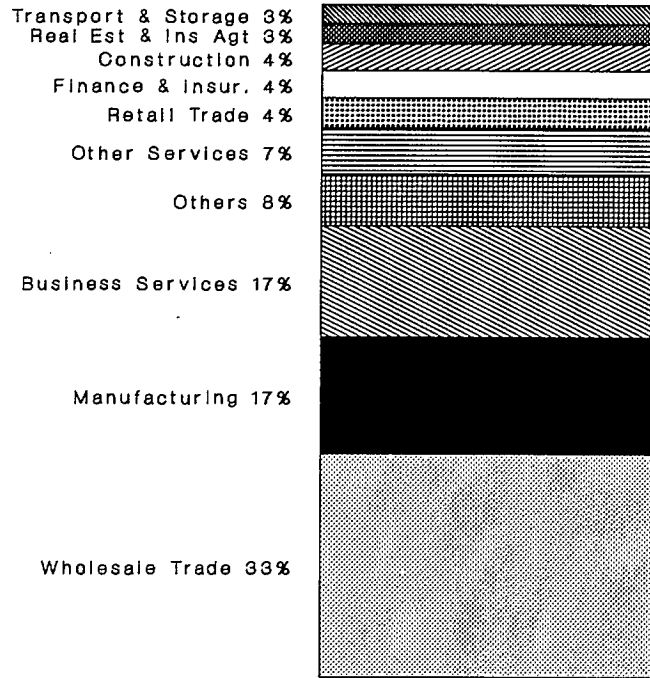 Transport & Storage 3%
Real Est & Ins Agt 3%
Construction 4%
Finance & Insur. 4%
Retail Trade 4%
Other Services 7%
Others 8%
Business Services 17%
Manufacturing 17%
Wholesale Trade 33%